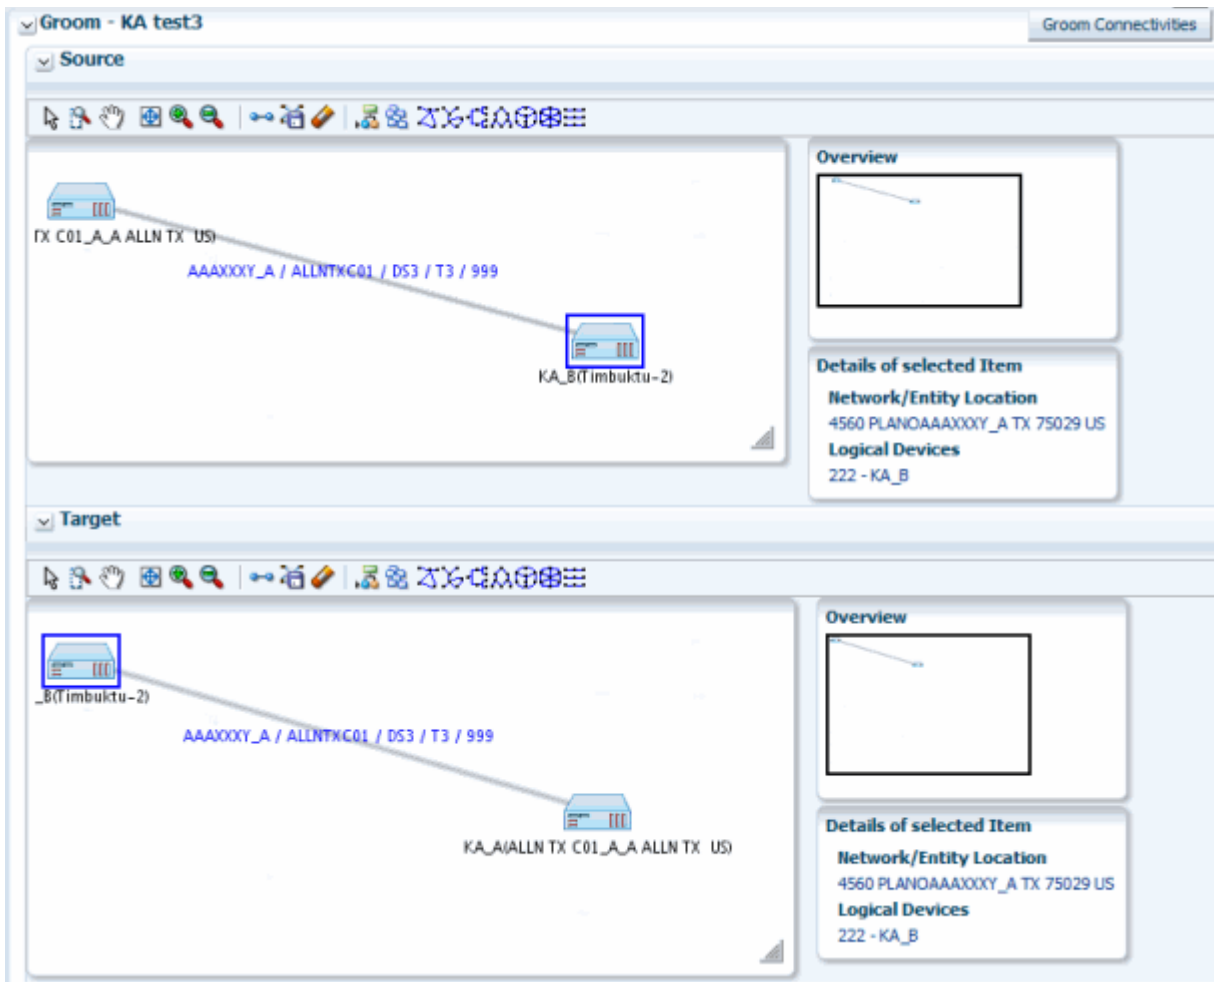 Groom - KA test3
Groom Connectivities
Source
Overview
TX C01_A_A ALLN TX US)
AAAXXXY_A / ALLNTXC01 / DS3 / T3 / 999
KA_B(Timbuktu-2)
Details of selected Item
Network/Entity Location
4560 PLANOAAAXXXY_A TX 75029 US
Logical Devices
222 - KA_B
Target
Overview
_B(Timbuktu-2)
AAAXXXY_A / ALLNTXC01 / DS3 / T3 / 999
KA_A(ALLN TX C01_A_A ALLN TX US)
Details of selected Item
Network/Entity Location
4560 PLANOAAAXXXY_A TX 75029 US
Logical Devices
222 - KA_B